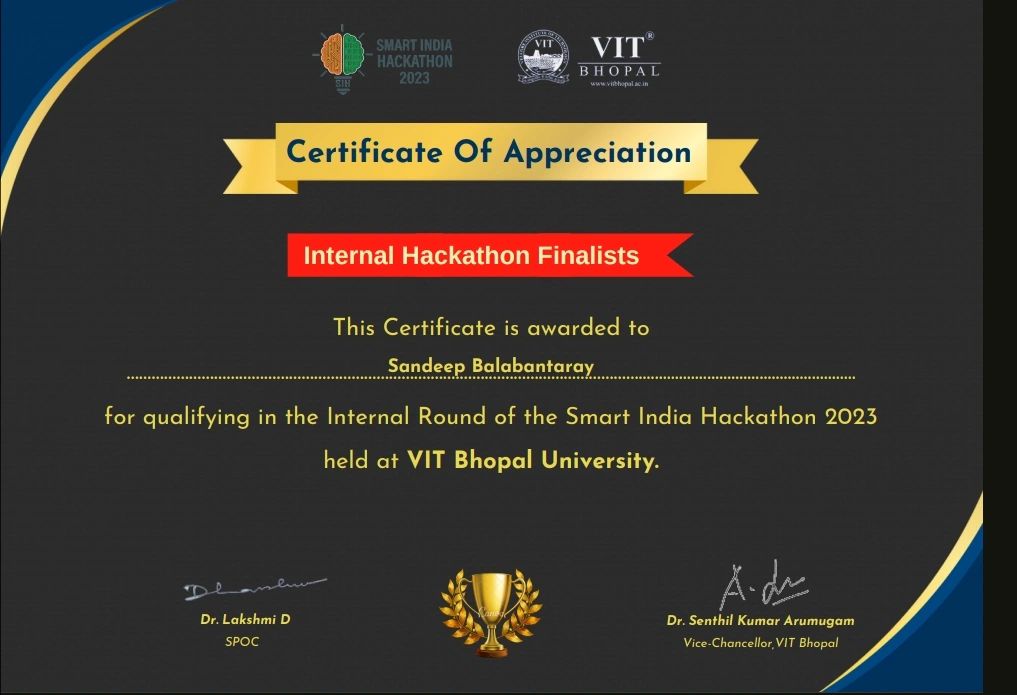 SMART INDIA
HACKATHON
2023
SIH
VIT
VIT®
BHOPAL
www.vitbhopal.ac.in
Certificate Of Appreciation
Internal Hackathon Finalists
This Certificate is awarded to
Sandeep Balabantaray
for qualifying in the Internal Round of the Smart India Hackathon 2023
held at VIT Bhopal University.
Dr. Lakshmi D
SPOC
Canva
Dr. Senthil Kumar Arumugam
Vice-Chancellor,VIT Bhopal